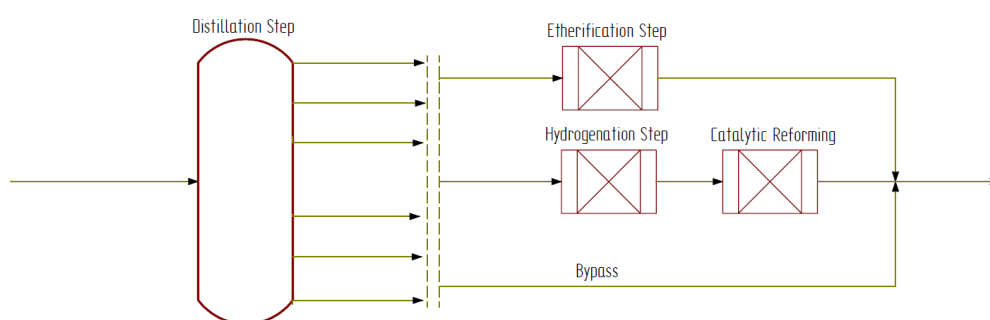 Distillation Step
Etherification Step
Hydrogenation Step
Catalytic Reforming
Bypass